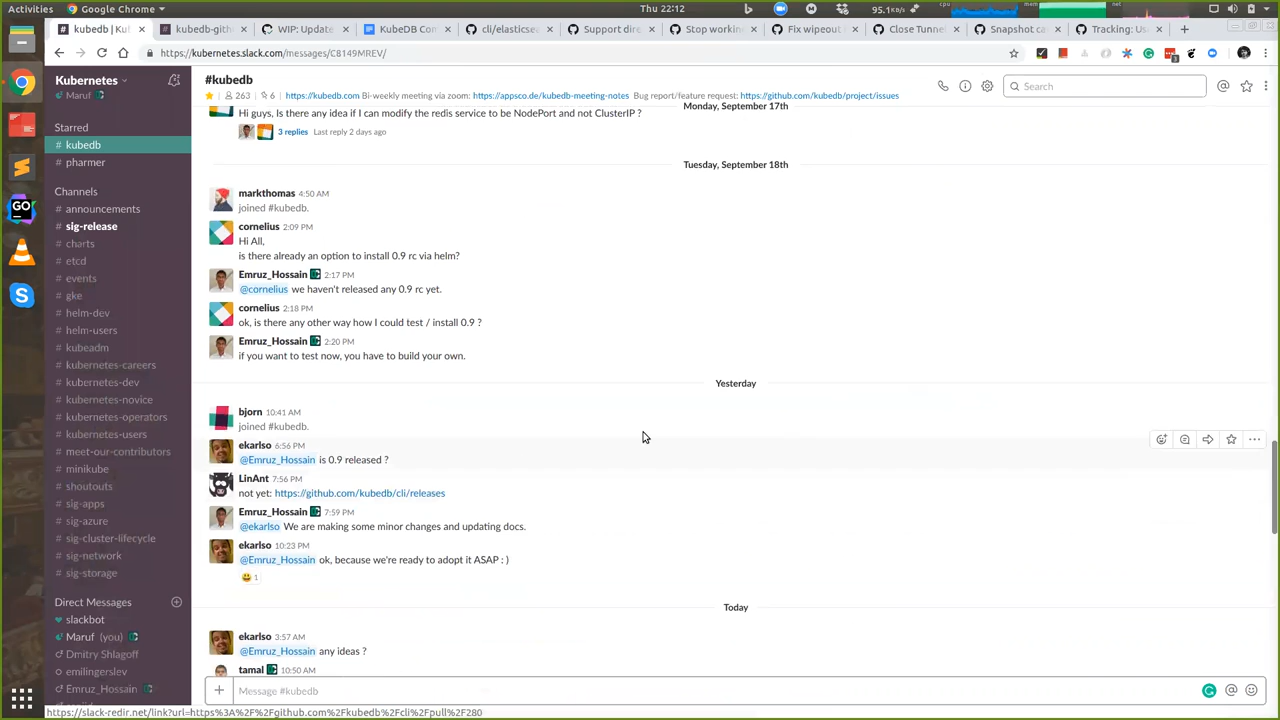 Activities
Google Chrome
Thu 22:12
95.1
kubedb | Ku
kubedb-gith
WIP: Update
KubeDB Com
cli/elasticse
Support dire
Stop workin
Fix wipeout
Close Tunne
Snapshot ca
Tracking: Us
https://kubernetes.slack.com/messages/C8149MREV/
Kubernetes
Maruf
#kubedb
263
6
https://kubedb.com Bi-weekly meeting via zoom: https://appsco.de/kubedb-meeting-notes Bug report/feature request: https://github.com/kubedb/project/issues
Search
Starred
# kubedb
# pharmer
Channels
# announcements
# sig-release
# charts
# etcd
# events
# gke
# helm-dev
# helm-users
# kubeadm
# kubernetes-careers
# kubernetes-dev
# kubernetes-novice
# kubernetes-operators
# kubernetes-users
# meet-our-contributors
# minikube
# shoutouts
# sig-apps
# sig-azure
# sig-cluster-lifecycle
# sig-network
# sig-storage
Direct Messages
slackbot
Maruf (you)
Dmitry Shlagoff
emilingerslev
Emruz_Hossain
Monday, September 17th
Hi guys, Is there any idea if I can modify the redis service to be NodePort and not ClusterIP ?
3 replies Last reply 2 days ago
Tuesday, September 18th
markthomas 4:50 AM
joined #kubedb.
cornelius 2:09 PM
Hi All,
is there already an option to install 0.9 rc via helm?
Emruz_Hossain 2:17 PM
@cornelius we haven't released any 0.9 rc yet.
cornelius 2:18 PM
ok, is there any other way how I could test / install 0.9 ?
Emruz_Hossain 2:20 PM
if you want to test now, you have to build your own.
Yesterday
bjorn 10:41 AM
joined #kubedb.
ekarlso 6:56 PM
@Emruz_Hossain is 0.9 released ?
LinAnt 7:56 PM
not yet: https://github.com/kubedb/cli/releases
Emruz_Hossain 7:59 PM
@ekarlso We are making some minor changes and updating docs.
ekarlso 10:23 PM
@Emruz_Hossain ok, because we're ready to adopt it ASAP : )
1
Today
ekarlso 3:57 AM
@Emruz_Hossain any ideas ?
tamal 10:50 AM
Message #kubedb
https://slack-redir.net/link?url=https%3A%2F%2Fgithub.com%2Fkubedb%2Fcli%2Fpull%2F280